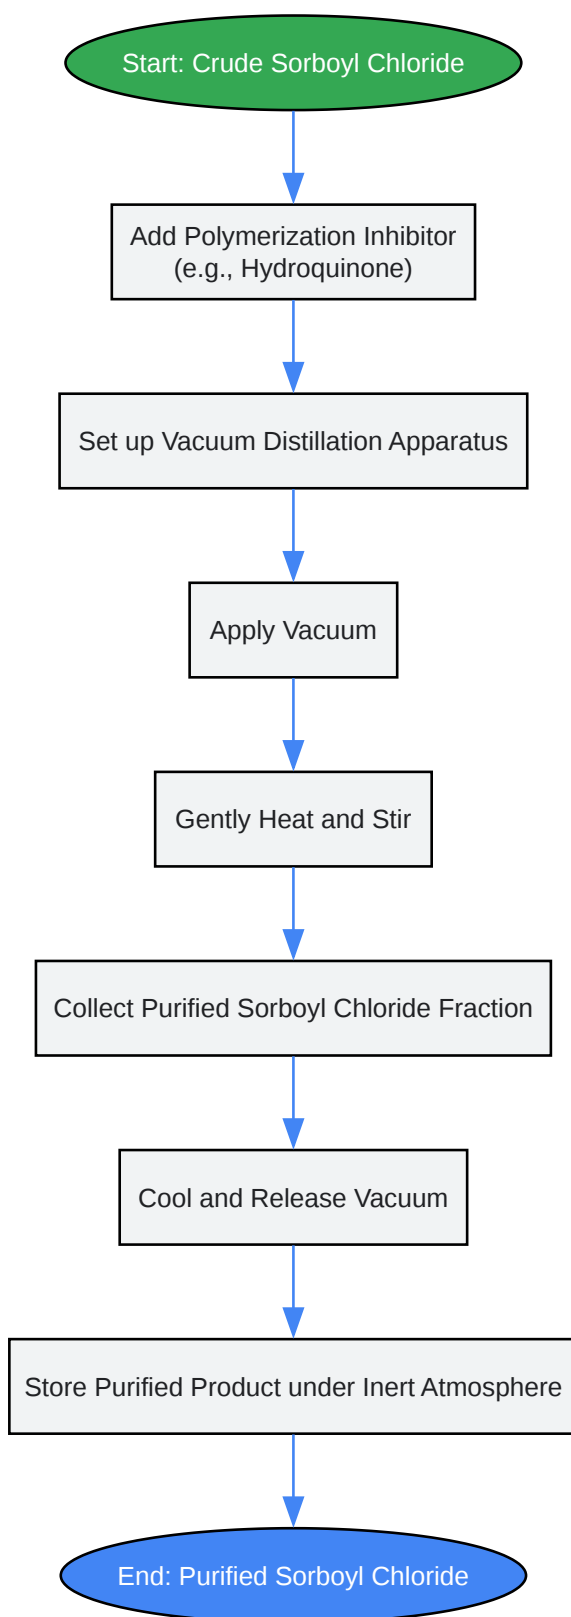 Start: Crude Sorboyl Chloride
Add Polymerization Inhibitor
(e.g., Hydroquinone)
Set up Vacuum Distillation Apparatus
Apply Vacuum
Gently Heat and Stir
Collect Purified Sorboyl Chloride Fraction
Cool and Release Vacuum
Store Purified Product under Inert Atmosphere
End: Purified Sorboyl Chloride